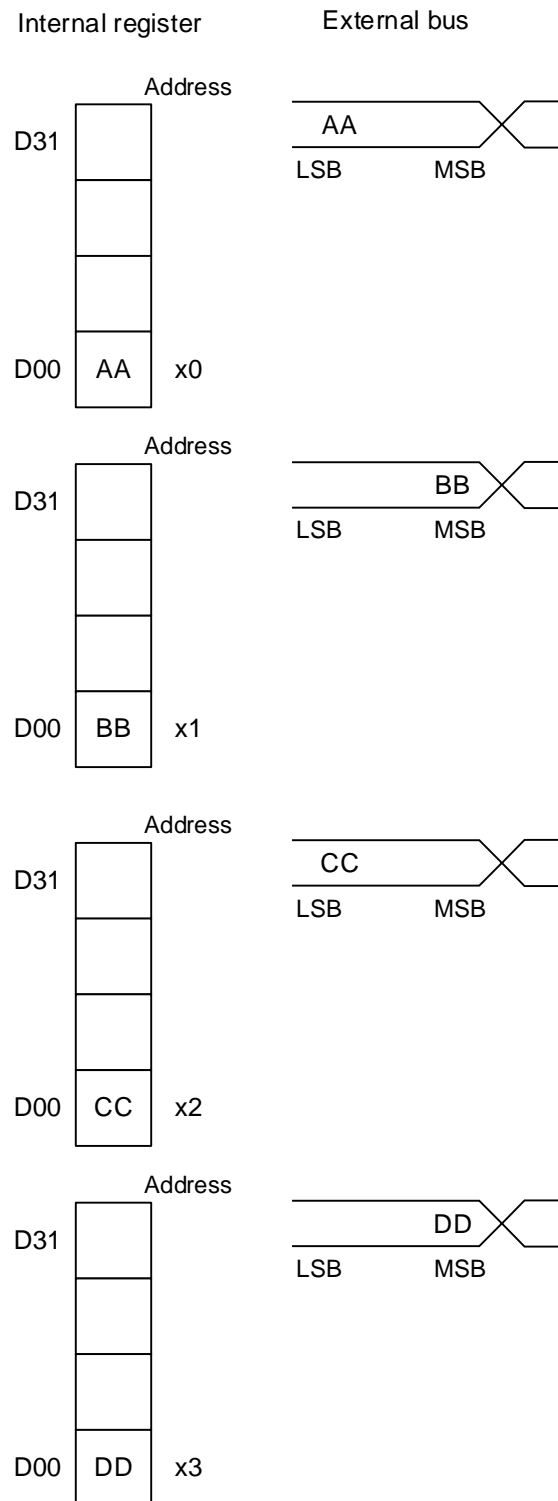 Internal register External bus
Address
D31 AA
LSB MSB
D00 AA x0
Address
D31 BB
LSB MSB
D00 BB x1
Address
D31 CC
LSB MSB
D00 CC x2
Address
D31 DD
LSB MSB
D00 DD x3